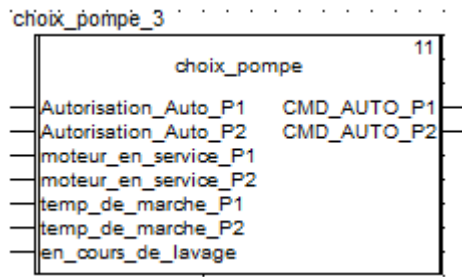 choix_pompe_3
11
choix_pompe
Autorisation_Auto_P1 CMD_AUTO_P1
Autorisation_Auto_P2 CMD_AUTO_P2
moteur_en_service_P1
moteur_en_service_P2
temp_de_marche_P1
temp_de_marche_P2
en_cours_de_lavage